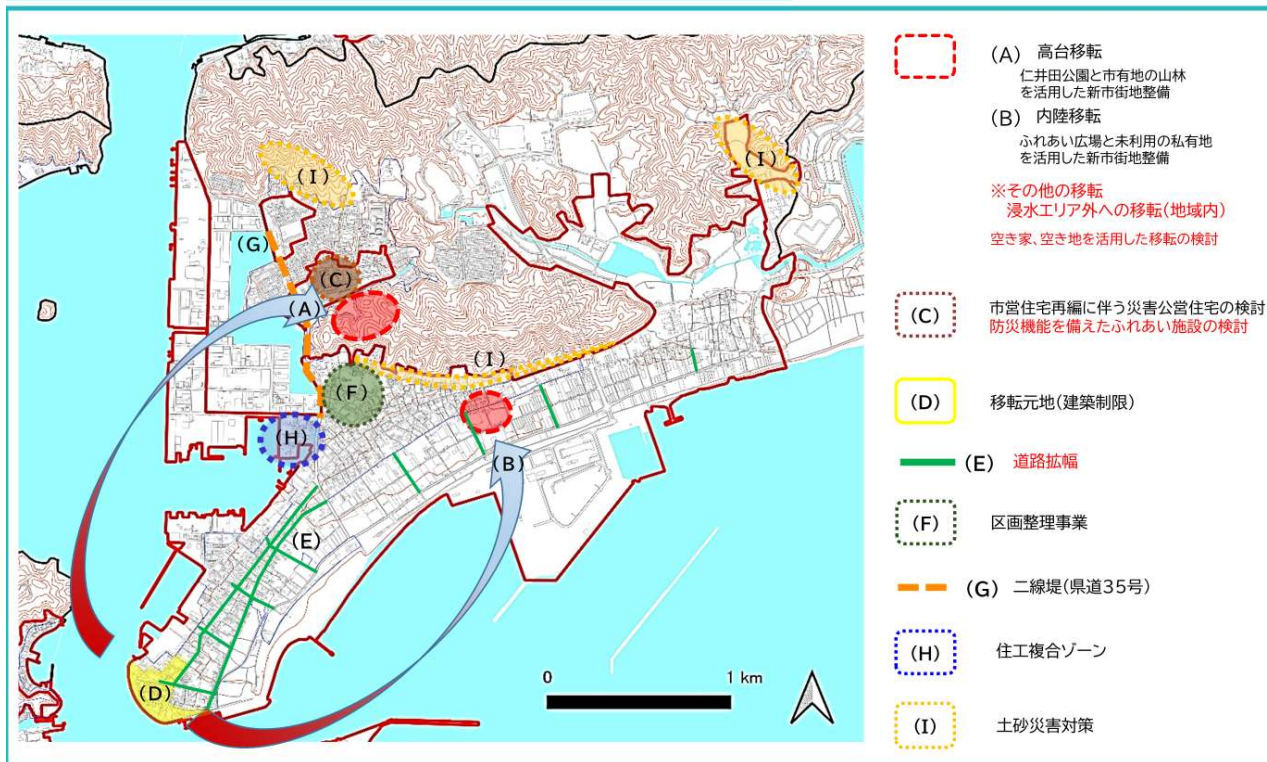 (I)
(I)
(G)
(C)
(A)
(I)
(F)
(H)
(B)
(E)
(D)
0
1 km
(A) 高台移転
仁井田公園と市有地の山林
を活用した新市街地整備
(B) 内陸移転
ふれあい広場と未利用の私有地
を活用した新市街地整備
※その他の移転
浸水エリア外への移転(地域内)
空き家、空き地を活用した移転の検討
(C)
市営住宅再編に伴う災害公営住宅の検討
防災機能を備えたふれあい施設の検討
(D) 移転元地(建築制限)
(E) 道路拡幅
(F) 区画整理事業
(G) 二線堤(県道35号)
(H) 住工複合ゾーン
(I) 土砂災害対策